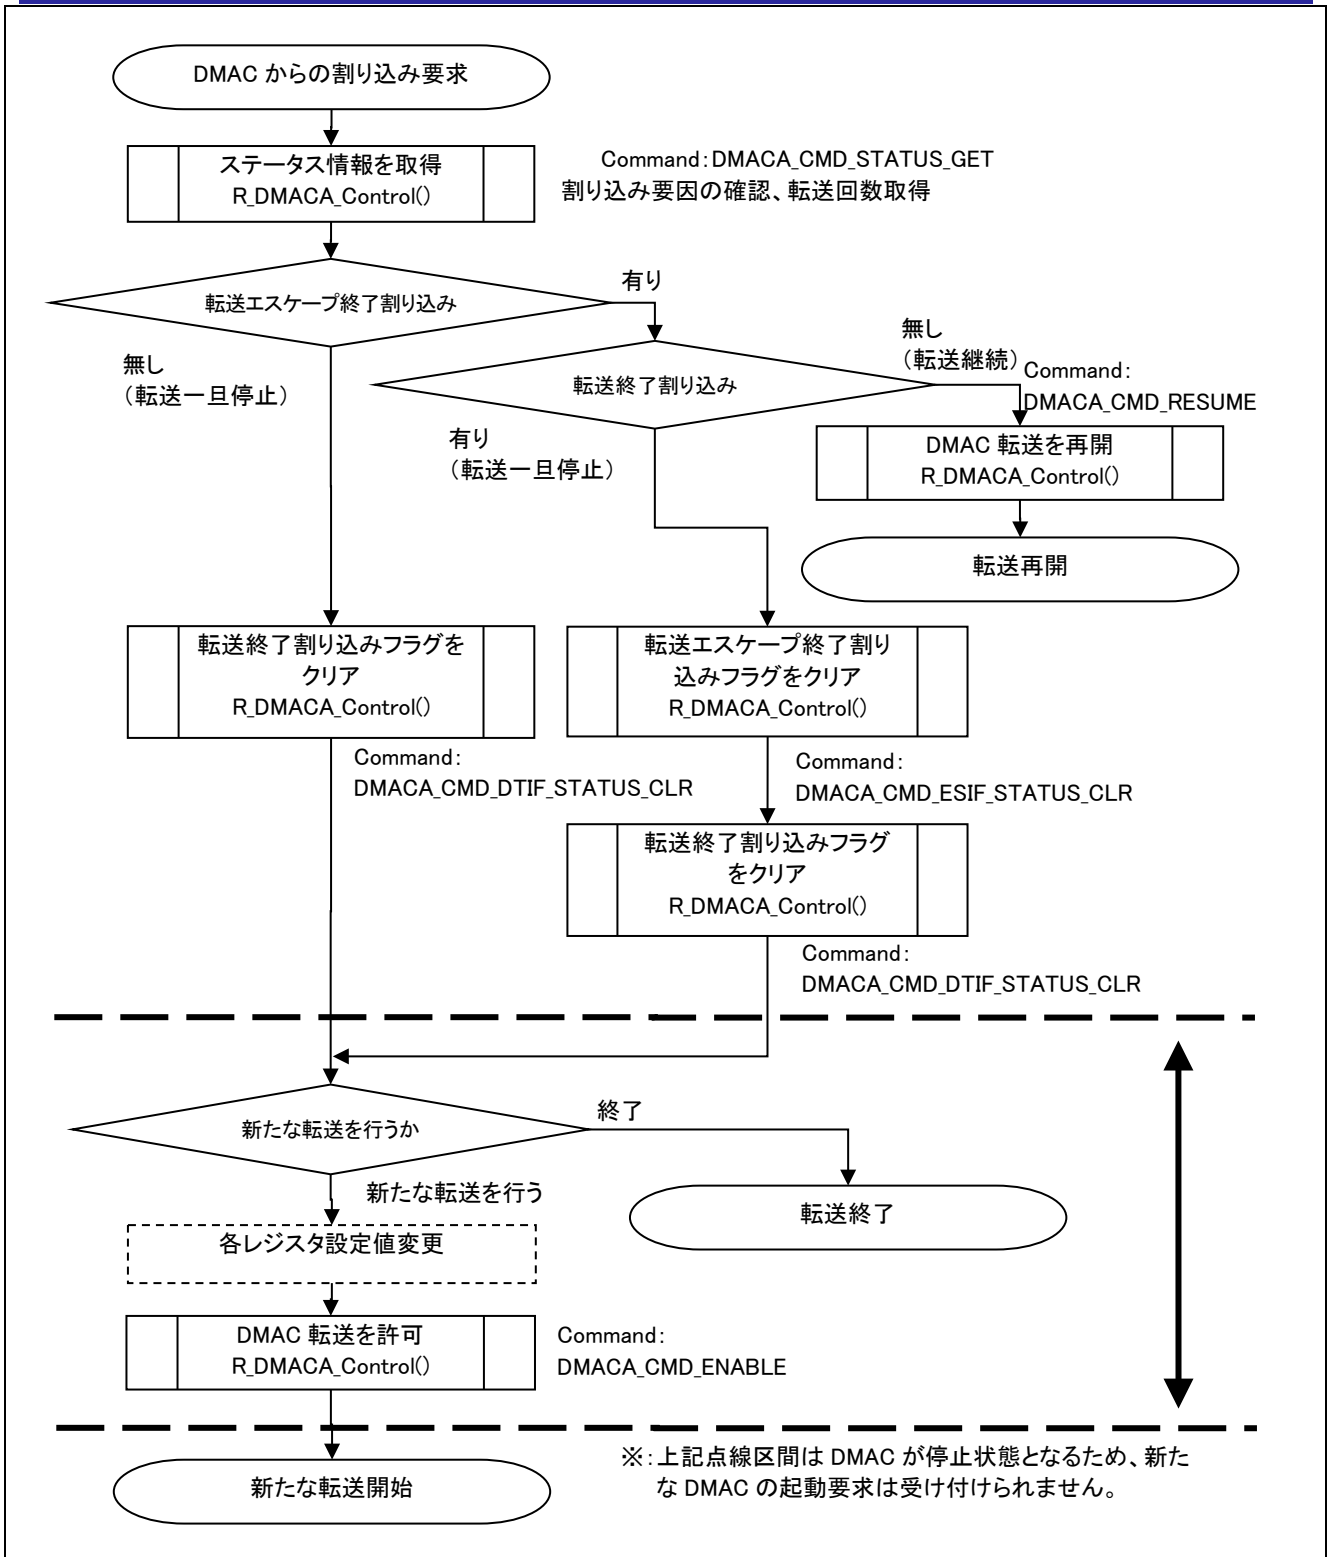 DMAC からの割り込み要求
ステータス情報を取得
R_DMACA_Control()
Command：DMACA_CMD_STATUS_GET
割り込み要因の確認、転送回数取得
転送エスケープ終了割り込み
有り
無し
（転送一旦停止）
転送終了割り込み
無し
（転送継続）
Command：
DMACA_CMD_RESUME
有り
（転送一旦停止）
DMAC 転送を再開
R_DMACA_Control()
転送再開
転送終了割り込みフラグを
クリア
R_DMACA_Control()
転送エスケープ終了割り
込みフラグをクリア
R_DMACA_Control()
Command：
DMACA_CMD_DTIF_STATUS_CLR
Command：
DMACA_CMD_ESIF_STATUS_CLR
転送終了割り込みフラグ
をクリア
R_DMACA_Control()
Command：
DMACA_CMD_DTIF_STATUS_CLR
新たな転送を行うか
終了
新たな転送を行う
転送終了
各レジスタ設定値変更
DMAC 転送を許可
R_DMACA_Control()
Command：
DMACA_CMD_ENABLE
※：上記点線区間は DMAC が停止状態となるため、新た
な DMAC の起動要求は受け付けられません。
新たな転送開始